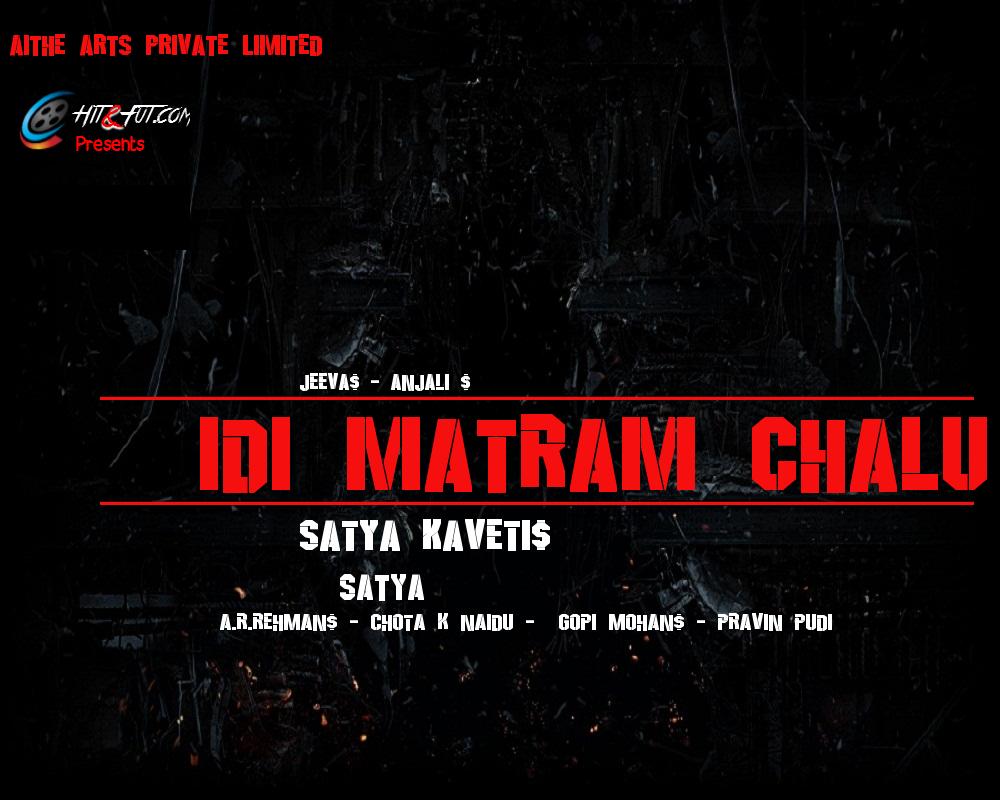 AITHE ARTS PRIVATE LIMITED
HIT&FUT.COM
Presents
JEEVA$ - ANJALI $
IDI MATRAM CHALU
SATYA KAVETI$
SATYA
A.R.REHMAN$ - CHOTA K NAIDU - GOPI MOHAN$ - PRAVIN PUDI